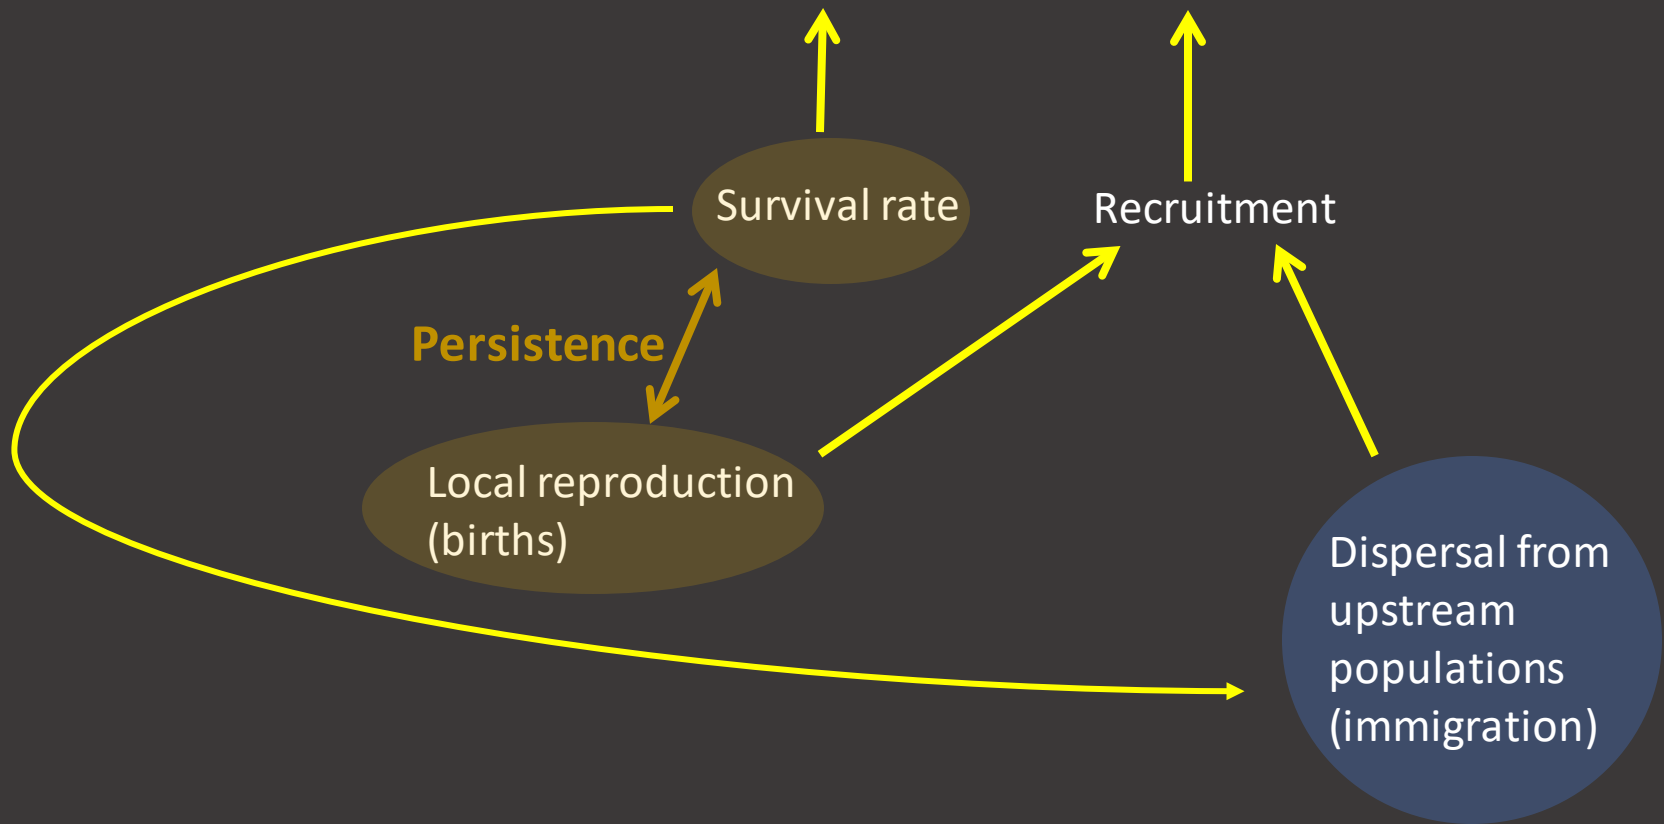 Survival rate
Recruitment
Persistence
Local reproduction
(births)
Dispersal from
upstream
populations
(immigration)